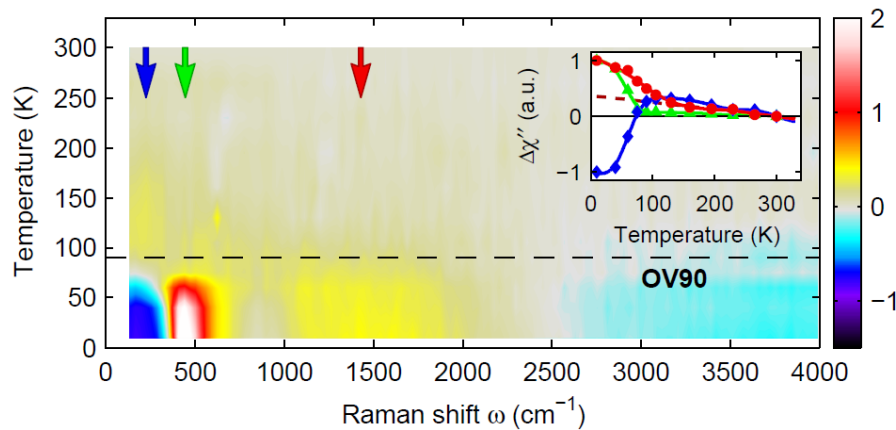 Temperature (K)
300
250
200
150
100
50
0
0 500 1000 1500 2000 2500 3000 3500 4000
Raman shift ω (cm⁻¹)
OV90
Δχ′′ (a.u.)
1
0
−1
0 100 200 300
Temperature (K)
2
1
0
−1